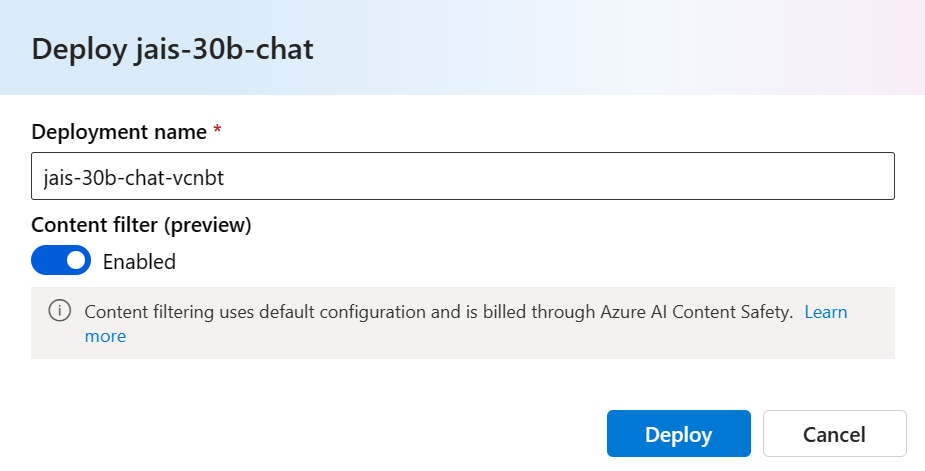 Deploy jais-30b-chat
Deployment name *
jais-30b-chat-vcnbt
Content filter (preview)
Enabled
Content filtering uses default configuration and is billed through Azure AI Content Safety. Learn
more
Deploy Cancel